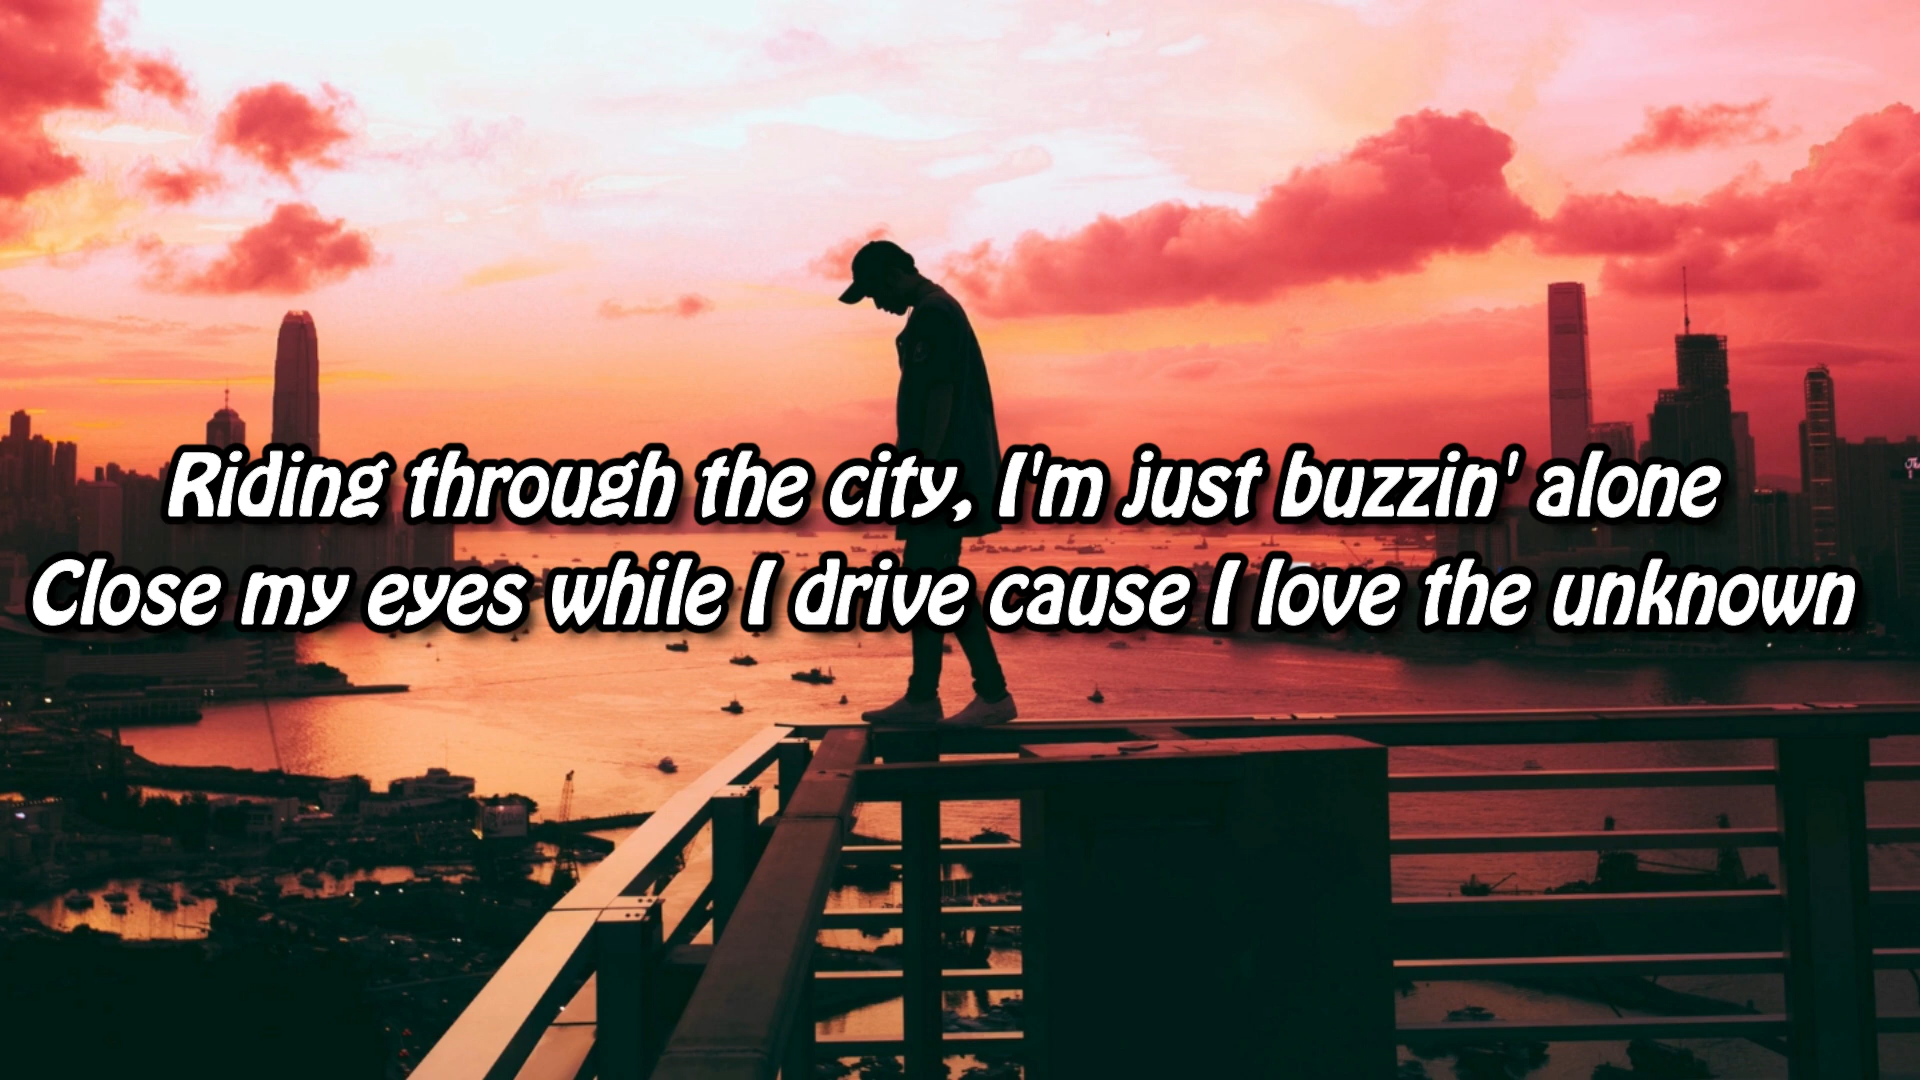 Riding through the city, I'm just buzzin' alone
Close my eyes while I drive cause I love the unknown